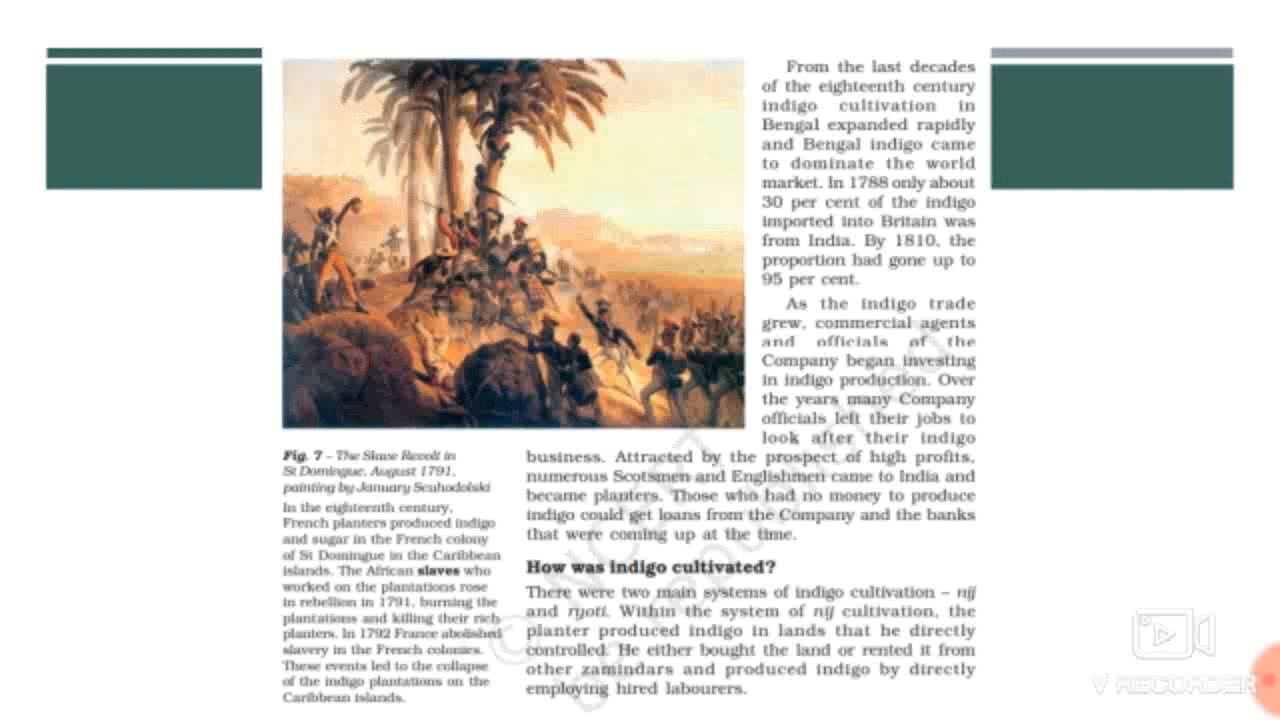 From the last decades
of the eighteenth century
indigo cultivation in
Bengal expanded rapidly
and Bengal indigo came
to dominate the world
market. In 1788 only about
30 per cent of the indigo
imported into Britain was
from India. By 1810, the
proportion had gone up to
95 per cent.
As the indigo trade
grew, commercial agents
and officials of the
Company began investing
in indigo production. Over
the years many Company
officials left their jobs to
look after their indigo
business. Attracted by the prospect of high profits,
numerous Scotsmen and Englishmen came to India and
became planters. Those who had no money to produce
indigo could get loans from the Company and the banks
that were coming up at the time.
How was indigo cultivated?
There were two main systems of indigo cultivation – nij
and ryoti. Within the system of nij cultivation, the
planter produced indigo in lands that he directly
controlled. He either bought the land or rented it from
other zamindars and produced indigo by directly
employing hired labourers.
Fig. 7 – The Slave Revolt in
St Domingue, August 1791,
painting by January Scuhodolski
In the eighteenth century,
French planters produced indigo
and sugar in the French colony
of St Domingue in the Caribbean
islands. The African slaves who
worked on the plantations rose
in rebellion in 1791, burning the
plantations and killing their rich
planters. In 1792 France abolished
slavery in the French colonies.
These events led to the collapse
of the indigo plantations on the
Caribbean islands.
© NCERT
be republished
V RECORDER